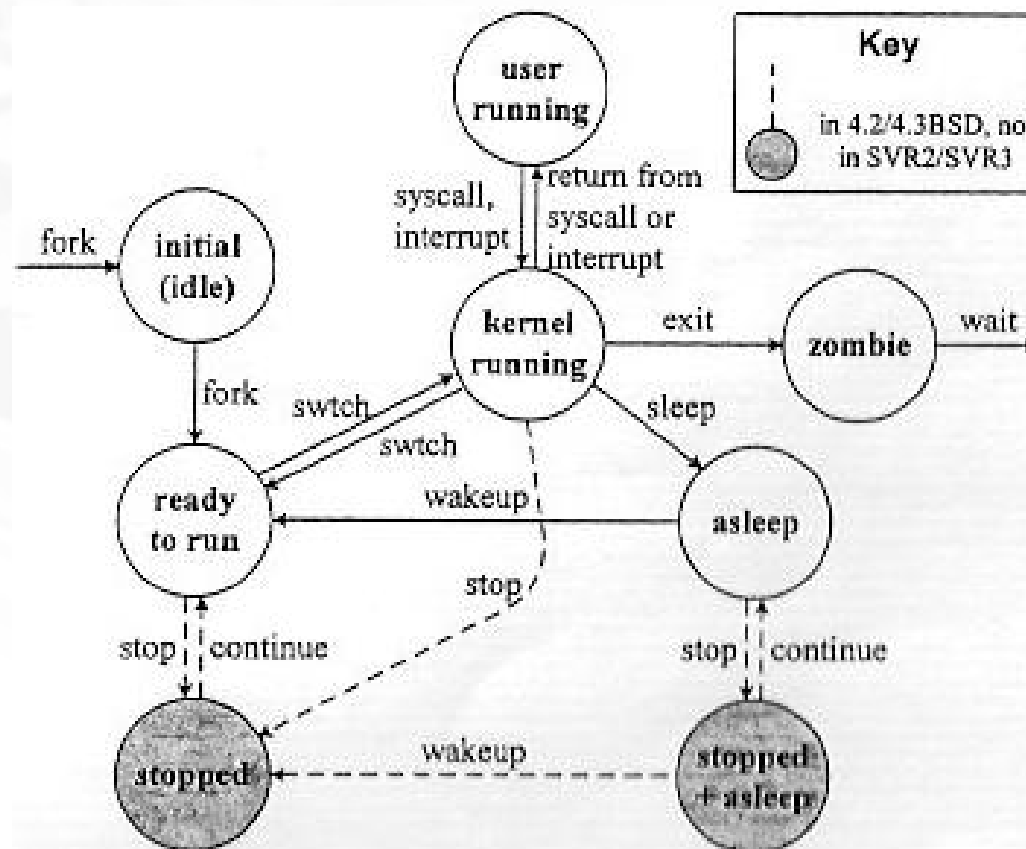 Key
in 4.2/4.3BSD, no
in SVR2/SVR3
user
running
syscall,
interrupt
return from
syscall or
interrupt
fork
initial
(idle)
kernel
running
exit
zombie
wait
fork
swtch
swtch
sleep
ready
to run
wakeup
asleep
stop
stop
continue
stop
continue
stopped
wakeup
stopped
+ asleep